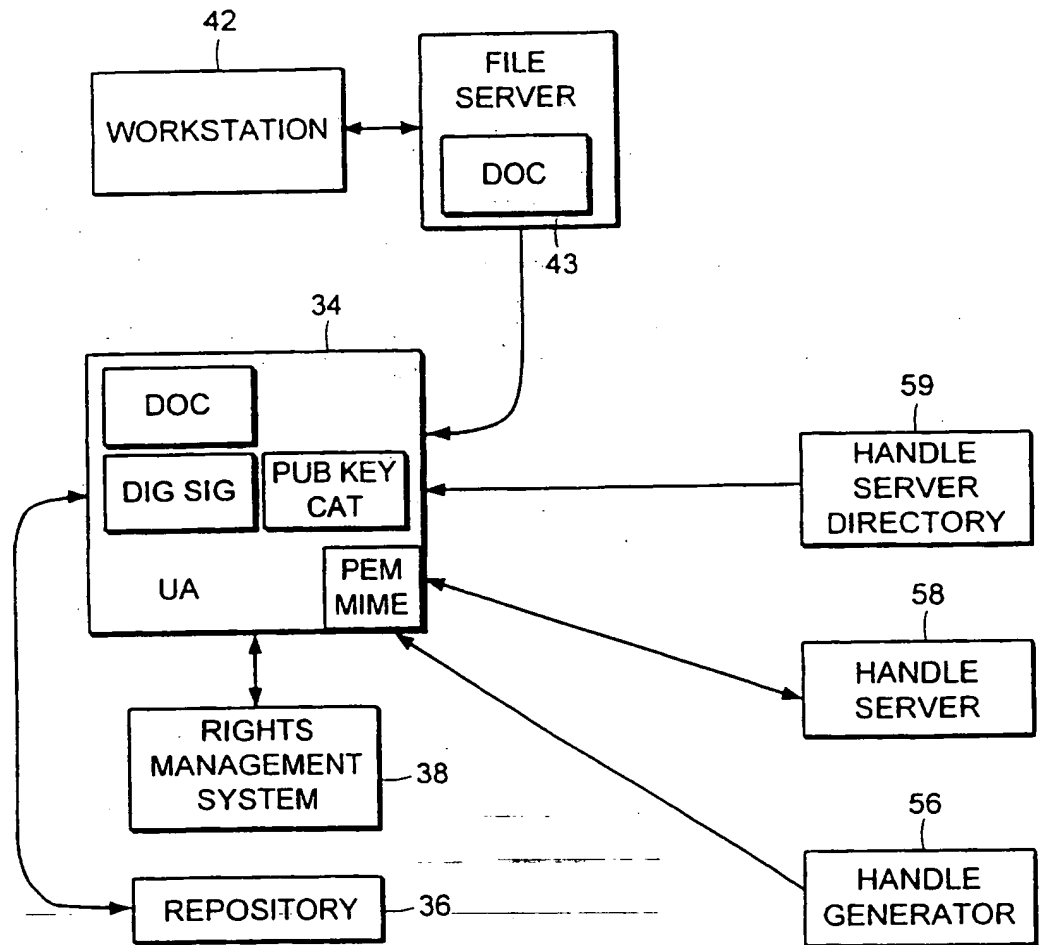 42
WORKSTATION
FILE
SERVER
DOC
43
34
DOC
DIG SIG
PUB KEY
CAT
UA
PEM
MIME
59
HANDLE
SERVER
DIRECTORY
58
HANDLE
SERVER
RIGHTS
MANAGEMENT
SYSTEM
38
56
HANDLE
GENERATOR
REPOSITORY
36